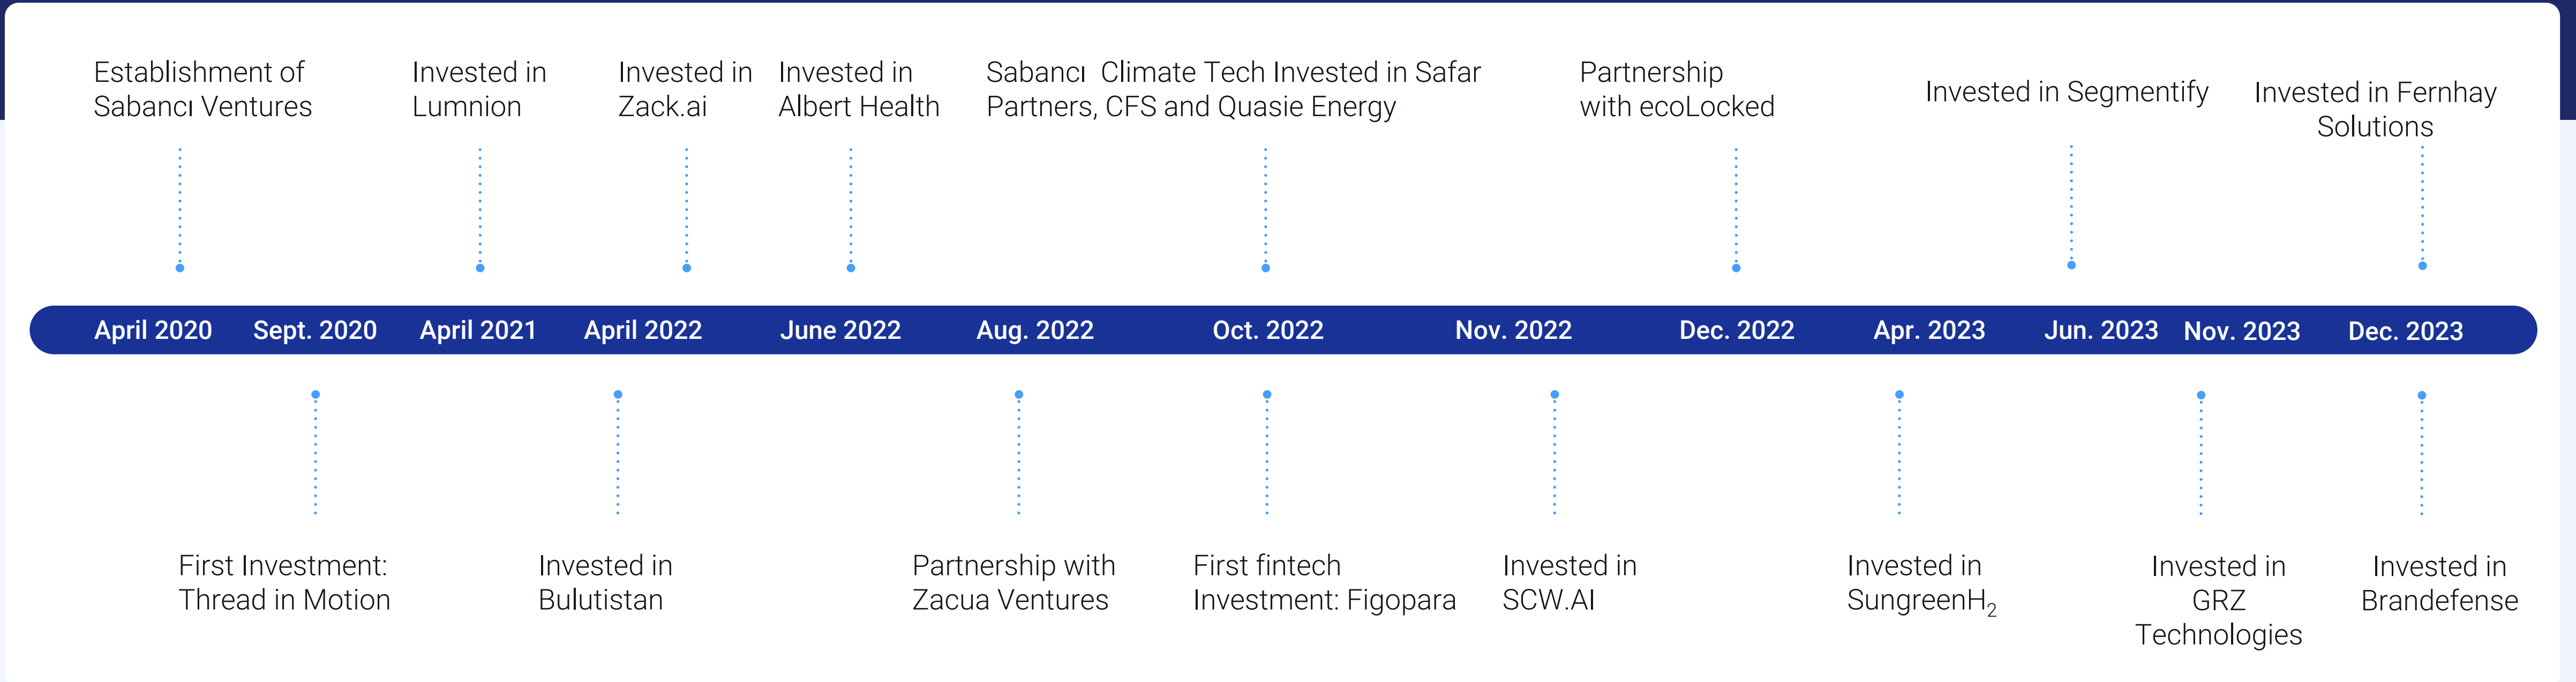 Establishment of
Sabancı Ventures
Invested in
Lumnion
Invested in
Zack.ai
Invested in
Albert Health
Sabancı Climate Tech Invested in Safar
Partners, CFS and Quasie Energy
Partnership
with ecoLocked
Invested in Segmentify
Invested in Fernhay
Solutions
April 2020
Sept. 2020
April 2021
April 2022
June 2022
Aug. 2022
Oct. 2022
Nov. 2022
Dec. 2022
Apr. 2023
Jun. 2023
Nov. 2023
Dec. 2023
First Investment:
Thread in Motion
Invested in
Bulutistan
Partnership with
Zacua Ventures
First fintech
Investment: Figopara
Invested in
SCW.AI
Invested in
SungreenH₂
Invested in
GRZ
Technologies
Invested in
Brandefense